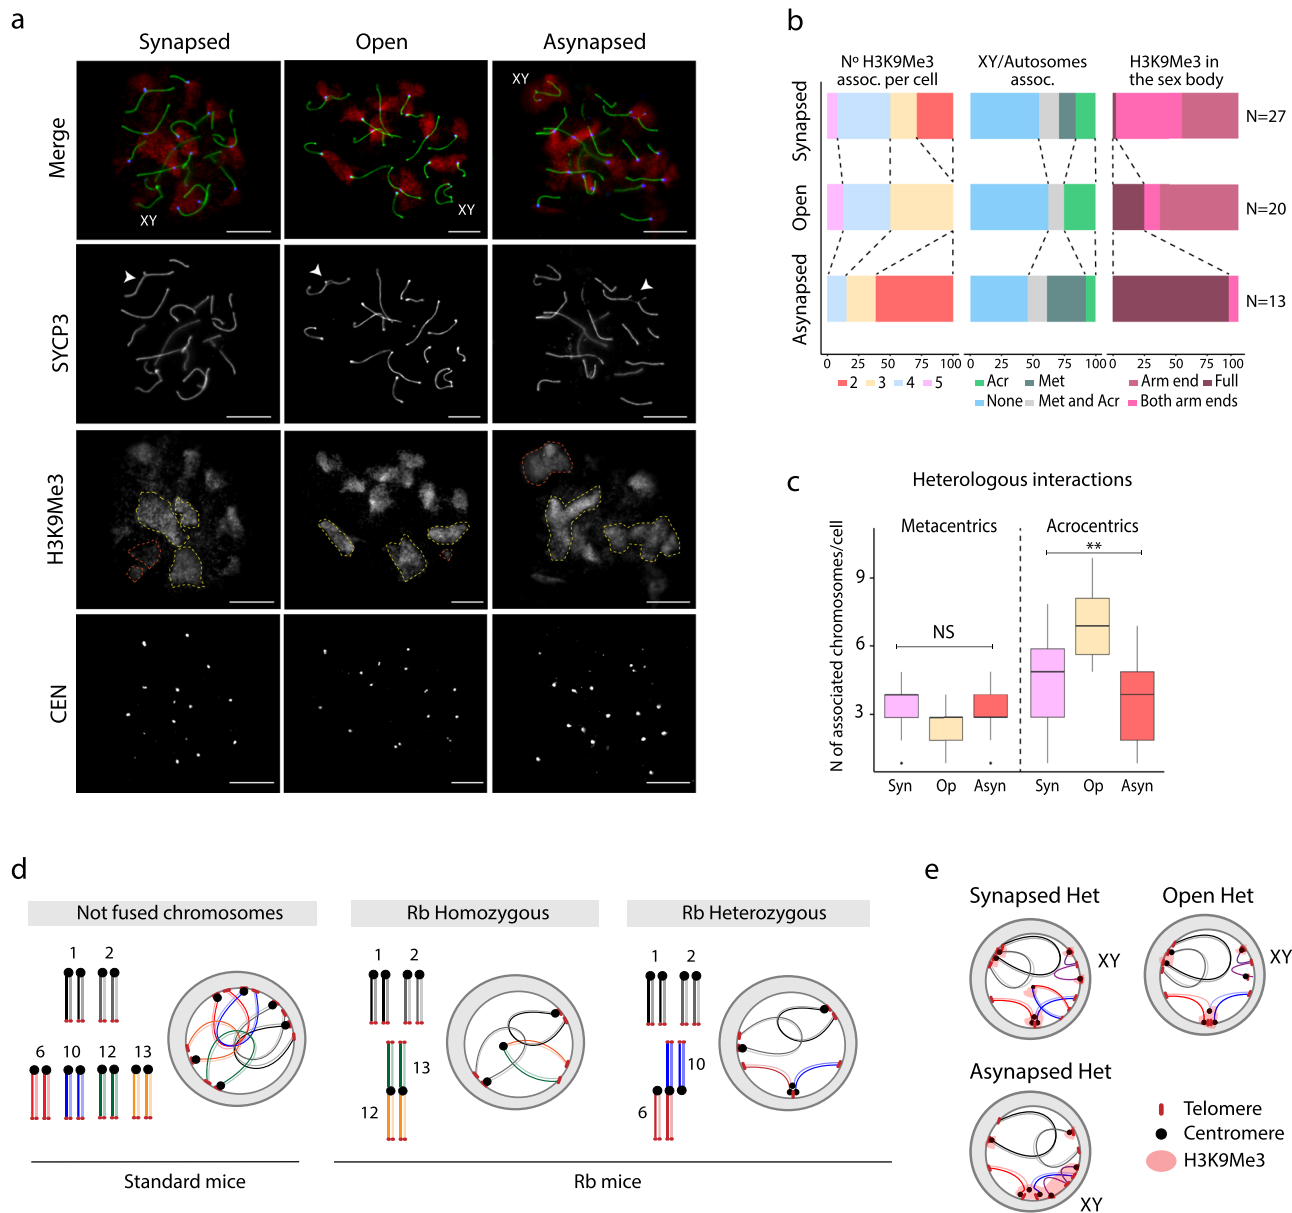 a
Synapsed Open Asynapsed
Merge
XY
XY
XY
SYCP3
H3K9Me3
CEN
b
Nº H3K9Me3
assoc. per cell
XY/Autosomes
assoc.
H3K9Me3 in
the sex body
Synapsed
N=27
Open
N=20
Asynapsed
N=13
0 25 50 75 100 0 25 50 75 100 0 25 50 75 100
2 3 4 5
Acr Met
None Met and Acr
Arm end Full
Both arm ends
c
Heterologous interactions
Metacentrics Acrocentrics
N of associated chromosomes/cell
9
6
3
NS
**
Syn Op Asyn Syn Op Asyn
d
Not fused chromosomes
1 2
6 10 12 13
Standard mice
Rb Homozygous
1 2
13
12
Rb Heterozygous
1 2
10
6
Rb mice
e
Synapsed Het
XY
Open Het
XY
Asynapsed Het
XY
Telomere
Centromere
H3K9Me3